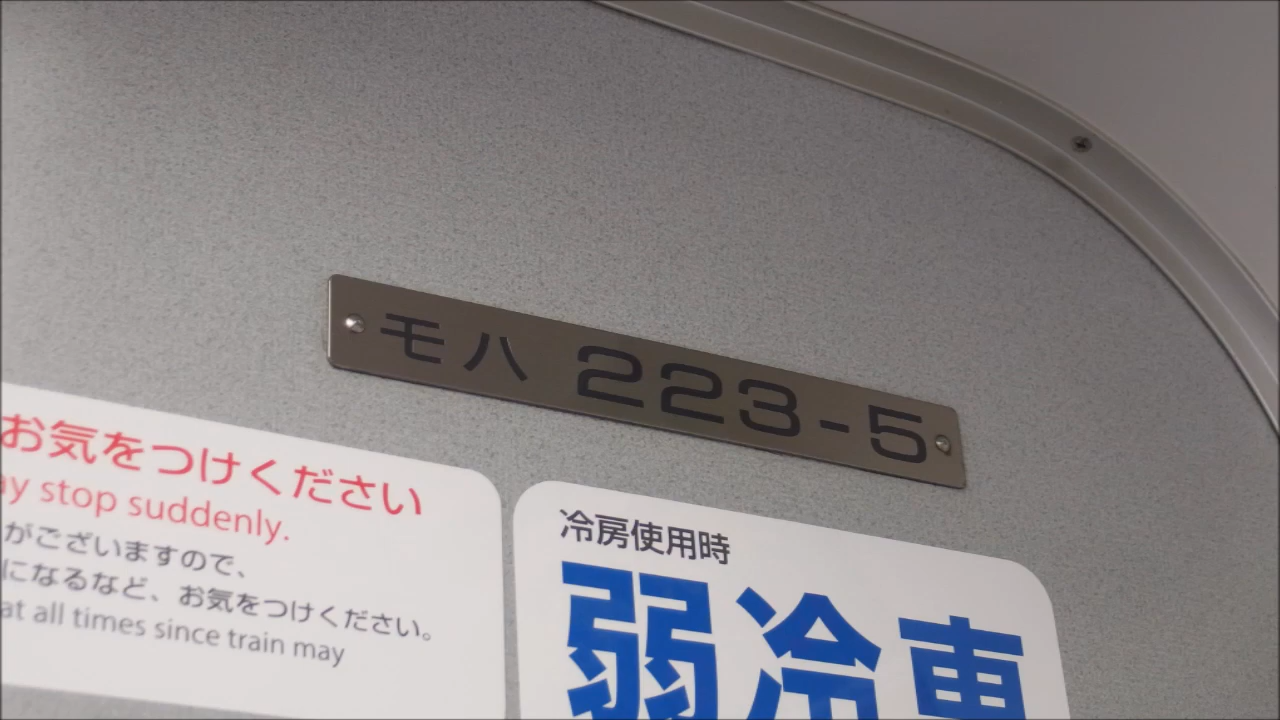 モハ 223-5
お気をつけください
ay stop suddenly.
がございますので、
になるなど、お気をつけください。
at all times since train may
冷房使用時
弱冷車